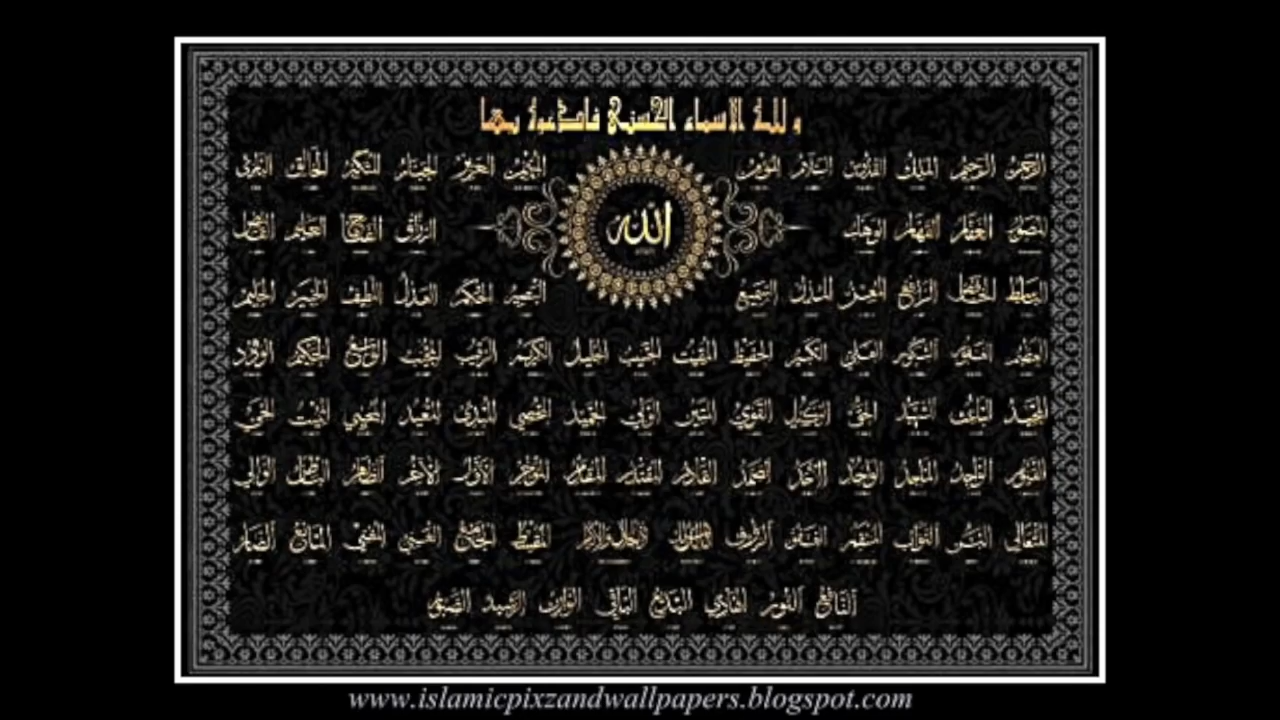 و لله الاسماء الحسنى فادعوه بها
الرحمن الرحيم الملك القدوس السلام المؤمن المهيمن العزيز الجبار المتكبر الخالق البارئ
الله
المصور الغفار القهار الوهاب الرزاق الفتاح العليم القابض
الباسط الخافض الرافع المعز المذل السميع البصير الحكم العدل اللطيف الخبير الحليم
العظيم الغفور الشكور العلي الكبير الحفيظ المقيت الحسيب الجليل الكريم الرقيب المجيب الواسع الحكيم الودود
المجيد الباعث الشهيد الحق الوكيل القوي المتين الولي الحميد المحصي المبدئ المعيد المحيي المميت الحي
القيوم الواجد الماجد الواحد الاحد الصمد القادر المقتدر المقدم المؤخر الأول الآخر الظاهر الباطن الوالي
المتعالي البر التواب المنتقم العفو الرؤوف مالك الملك ذو الجلال والإكرام المقسط الجامع الغني المغني المانع الضار
النافع النور الهادي البديع الباقي الوارث الرشيد الصبور
www.islamicpixzandwallpapers.blogspot.com